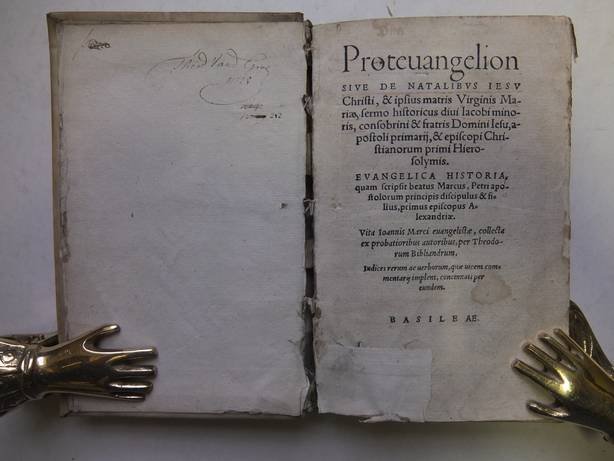 Proteuangelion
SIVE DE NATALIBVS IESV
Christi, & ipsius matris Virginis Ma-
riæ, sermo historicus diui Iacobi mino-
ris, consobrini & fratris Domini Iesu, a-
postoli primarij, & episcopi Chri-
stianorum primi Hiero-
solymis.
EVANGELICA HISTORIA,
quam scripsit beatus Marcus, Petri apo-
stolorum principis discipulus & fi-
lius, primus episcopus A-
lexandriæ.
Vita Ioannis Marci euangelistæ, collecta
ex probatioribus autoribus, per Theodo-
rum Bibliandrum.
Indices rerum ac uerborum, quæ uicem com-
mentarij implent, concinnati per
eundem.
BASILEAE.